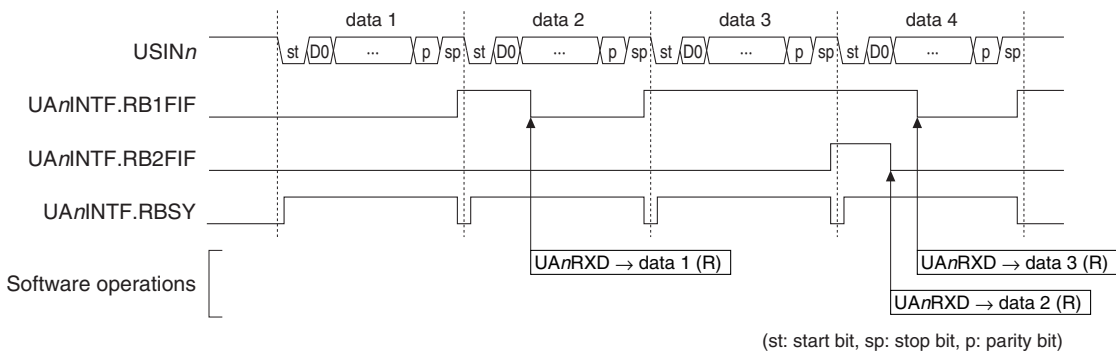 data 1 data 2 data 3 data 4
USINn st D0 ... p sp st D0 ... p sp st D0 ... p sp st D0 ... p sp
UAnINTF.RB1FIF
UAnINTF.RB2FIF
UAnINTF.RBSY
UAnRXD → data 1 (R) UAnRXD → data 3 (R)
Software operations
UAnRXD → data 2 (R)
(st: start bit, sp: stop bit, p: parity bit)